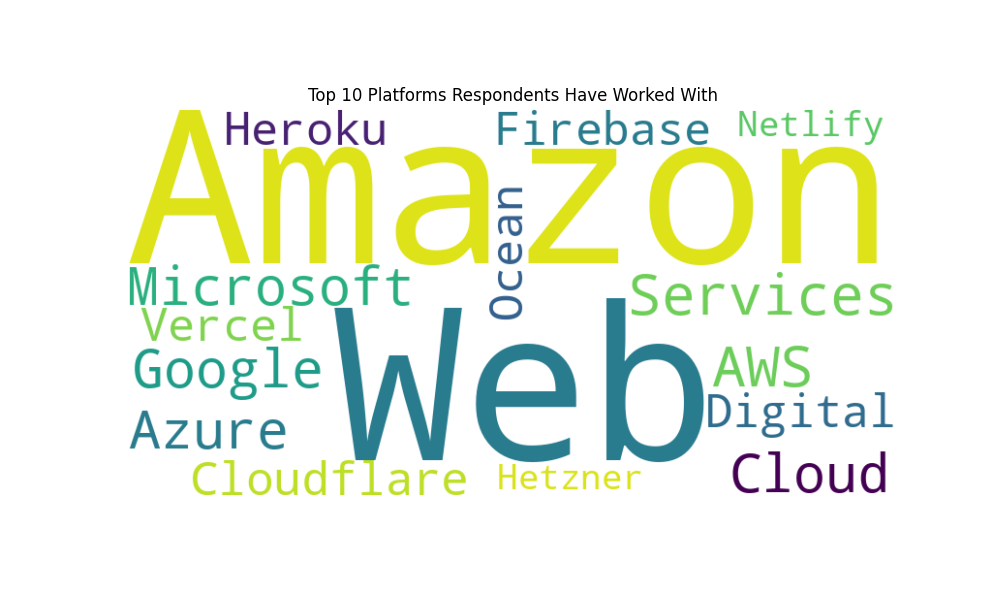 Top 10 Platforms Respondents Have Worked With
Heroku
Firebase
Netlify
Amazon
Ocean
Microsoft
Services
Vercel
Web
Google
AWS
Azure
Digital
Cloudflare
Hetzner
Cloud